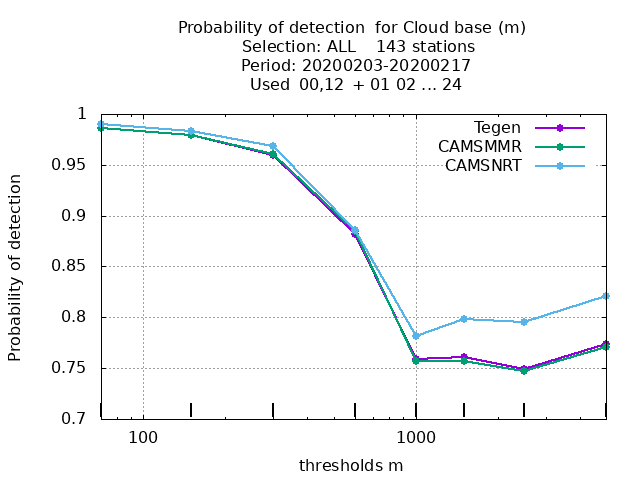 Probability of detection  for Cloud base (m)
Selection: ALL    143 stations
Period: 20200203-20200217
Used  00,12  + 01 02 ... 24
Probability of detection
1
0.95
0.9
0.85
0.8
0.75
0.7
Tegen
CAMSMMR
CAMSNRT
100
1000
thresholds m